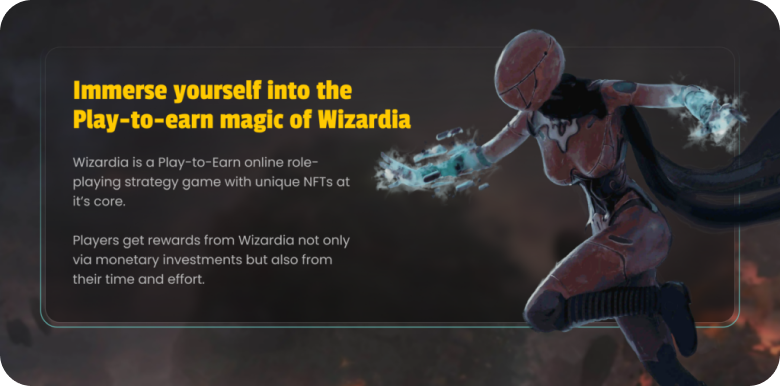 Immerse yourself into the
Play-to-earn magic of Wizardia
Wizardia is a Play-to-Earn online role-
playing strategy game with unique NFTs at
it's core.
Players get rewards from Wizardia not only
via monetary investments but also from
their time and effort.